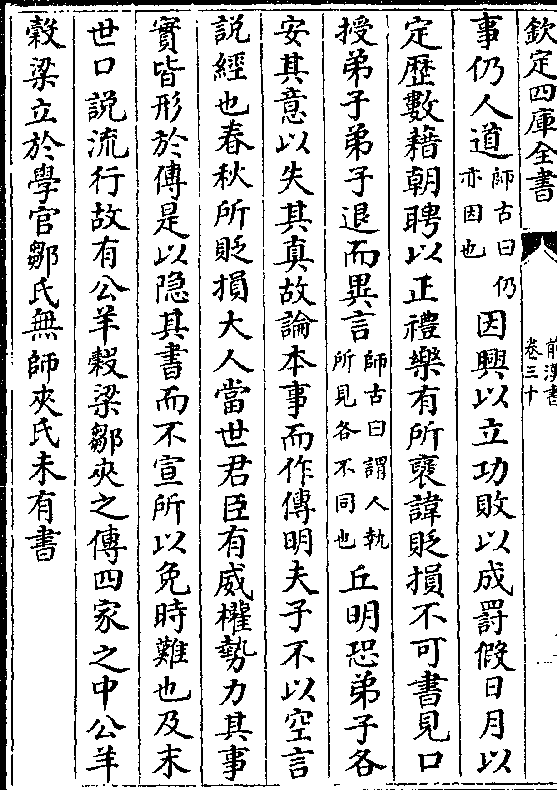 欽定四庫全書
前漢書
卷三十
事仍人道師古曰仍亦因也因興以立功敗以成罰假日月以
定歷數藉朝聘以正禮樂有所襃諱貶損不可書見口
授弟子弟子退而異言師古曰謂人執所見各不同也丘明恐弟子各
安其意以失其真故論本事而作傳明夫子不以空言
說經也春秋所貶損大人當世君臣有威權勢力其事
實皆形於傳是以隐其書而不宣所以免時難也及末
世口說流行故有公羊穀梁鄒夾之傳四家之中公羊
穀梁立於學官鄒氏無師夾氏未有書